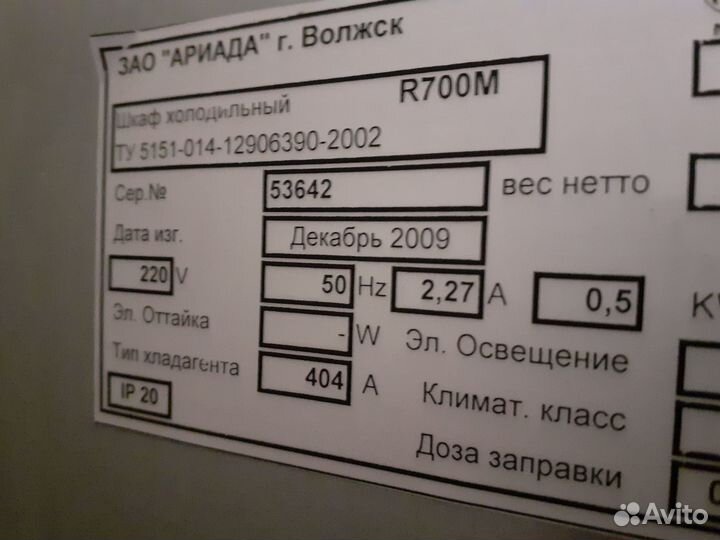 ЗАО "АРИАДА" г. Волжск
Шкаф холодильный R700M
ТУ 5151-014-12906390-2002
Сер.№ 53642 вес нетто
Дата изг. Декабрь 2009
220 V 50 Hz 2,27 A 0,5
Эл. Оттайка - W Эл. Освещение
Тип хладагента 404 A Климат. класс
IP 20 Доза заправки
Avito